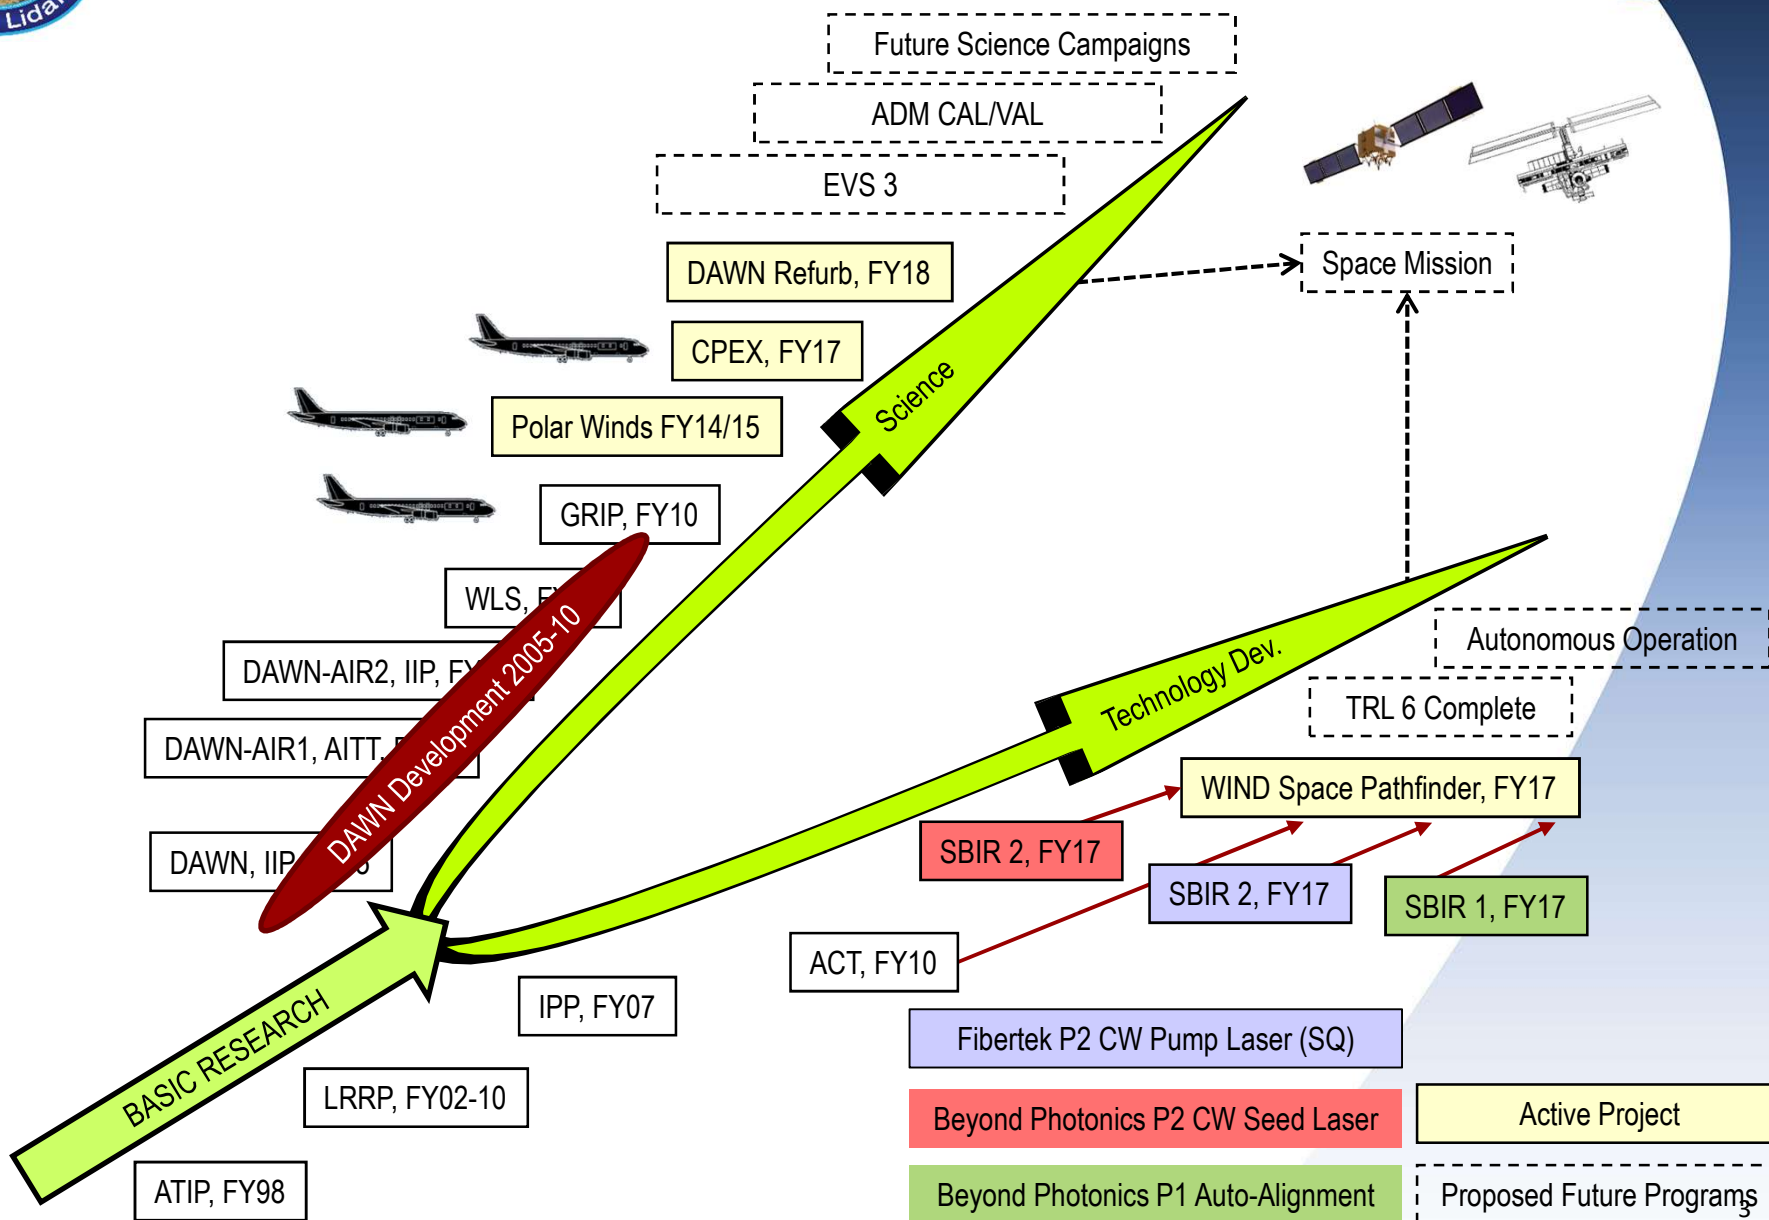 Lidar
Future Science Campaigns
ADM CAL/VAL
EVS 3
DAWN Refurb, FY18
Space Mission
CPEX, FY17
Science
Polar Winds FY14/15
GRIP, FY10
WLS,
DAWN-AIR2, IIP,
DAWN-AIR1, AITT,
DAWN, IIP
DAWN Development 2005-10
Technology Dev.
Autonomous Operation
TRL 6 Complete
WIND Space Pathfinder, FY17
SBIR 2, FY17
SBIR 2, FY17
SBIR 1, FY17
ACT, FY10
IPP, FY07
BASIC RESEARCH
LRRP, FY02-10
ATIP, FY98
Fibertek P2 CW Pump Laser (SQ)
Beyond Photonics P2 CW Seed Laser
Active Project
Beyond Photonics P1 Auto-Alignment
Proposed Future Programs
3